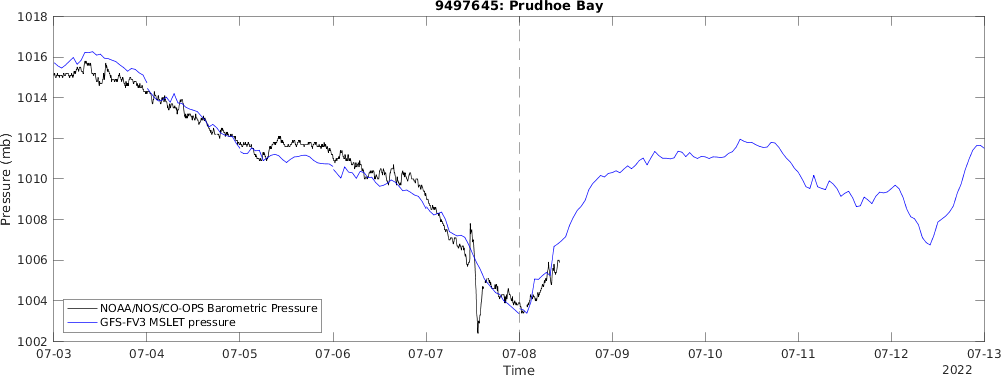 9497645: Prudhoe Bay
1018
1016
1014
1012
1010
1008
1006
1004
1002
Pressure (mb)
NOAA/NOS/CO-OPS Barometric Pressure
GFS-FV3 MSLET pressure
07-03 07-04 07-05 07-06 07-07 07-08 07-09 07-10 07-11 07-12 07-13
Time
2022